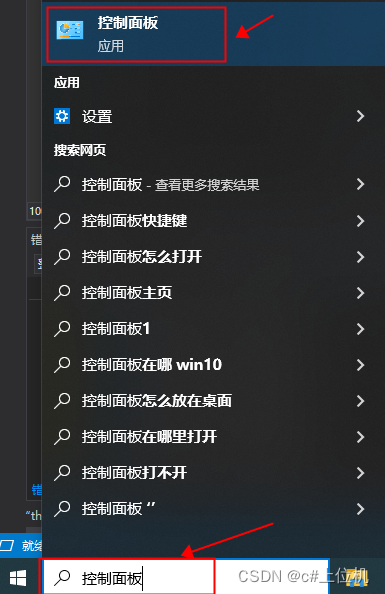 控制面板
应用
应用
设置
搜索网页
控制面板 - 查看更多搜索结果
控制面板快捷键
10
控制面板怎么打开
错
控制面板主页
控制面板1
控制面板在哪 win10
控制面板怎么放在桌面
控制面板在哪里打开
控制面板打不开
错
控制面板 ‘’
“th
就绪
控制面板
CSDN @c#上位机